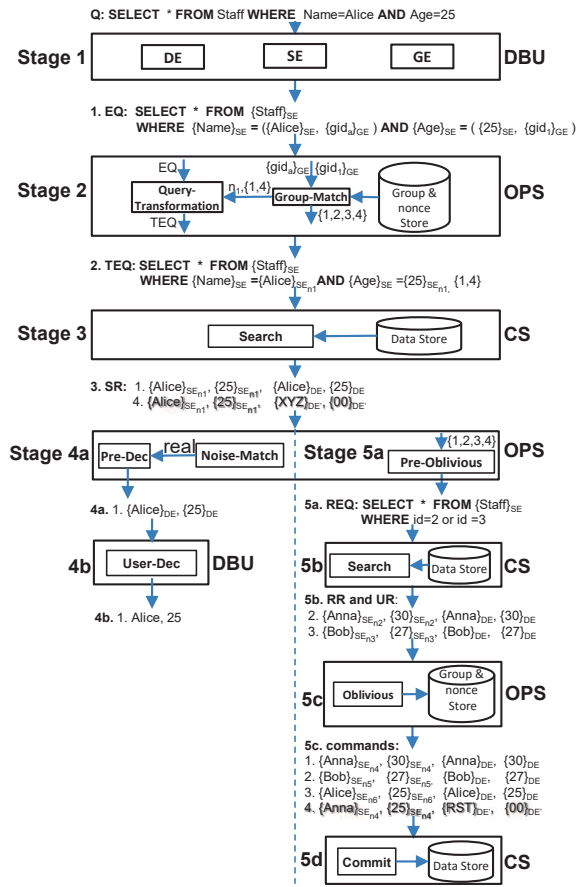 Q: SELECT * FROM Staff WHERE Name=Alice AND Age=25
Stage 1
DE
SE
GE
DBU
1. EQ: SELECT * FROM {Staff}SE
WHERE {Name}SE = ({Alice}SE, {gida}GE ) AND {Age}SE = ( {25}SE, {gid1}GE )
Stage 2
EQ
{gida}GE {gid1}GE
Query-
Transformation
n1,{1,4}
Group-Match
Group &
nonce
Store
TEQ
{1,2,3,4}
OPS
2. TEQ: SELECT * FROM {Staff}SE
WHERE {Name}SE ={Alice}SEn1 AND {Age}SE ={25}SEn1, {1,4}
Stage 3
Search
Data Store
CS
3. SR: 1. {Alice}SEn1, {25}SEn1, {Alice}DE, {25}DE
4. {Alice}SEn1, {25}SEn1, {XYZ}DE', {00}DE'
Stage 4a
Pre-Dec
real
Noise-Match
Stage 5a
{1,2,3,4}
Pre-Oblivious
OPS
4a. 1. {Alice}DE, {25}DE
4b
User-Dec
DBU
4b. 1. Alice, 25
5a. REQ: SELECT * FROM {Staff}SE
WHERE id=2 or id =3
5b
Search
Data Store
CS
5b. RR and UR:
2. {Anna}SEn2, {30}SEn2, {Anna}DE, {30}DE
3. {Bob}SEn3, {27}SEn3, {Bob}DE, {27}DE
5c
Oblivious
Group &
nonce
Store
OPS
5c. commands:
1. {Anna}SEn4, {30}SEn4, {Anna}DE, {30}DE
2. {Bob}SEn5, {27}SEn5, {Bob}DE, {27}DE
3. {Alice}SEn6, {25}SEn6, {Alice}DE, {25}DE
4. {Anna}SEn4, {25}SEn4, {RST}DE', {00}DE'
5d
Commit
Data Store
CS